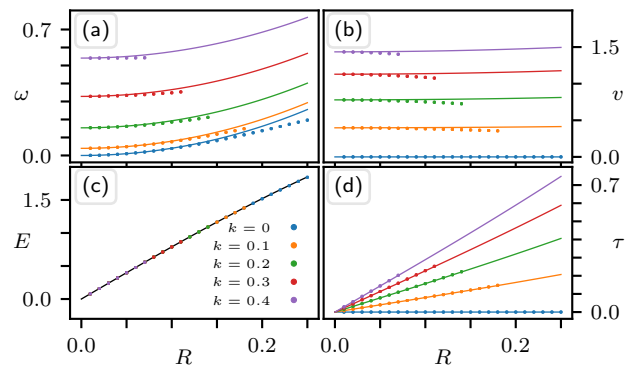 (a)
(b)
0.7
0.0
ω
1.5
0.0
v
(c)
(d)
1.5
0.0
E
k = 0
k = 0.1
k = 0.2
k = 0.3
k = 0.4
0.7
0.0
τ
0.0 0.2
R
0.0 0.2
R